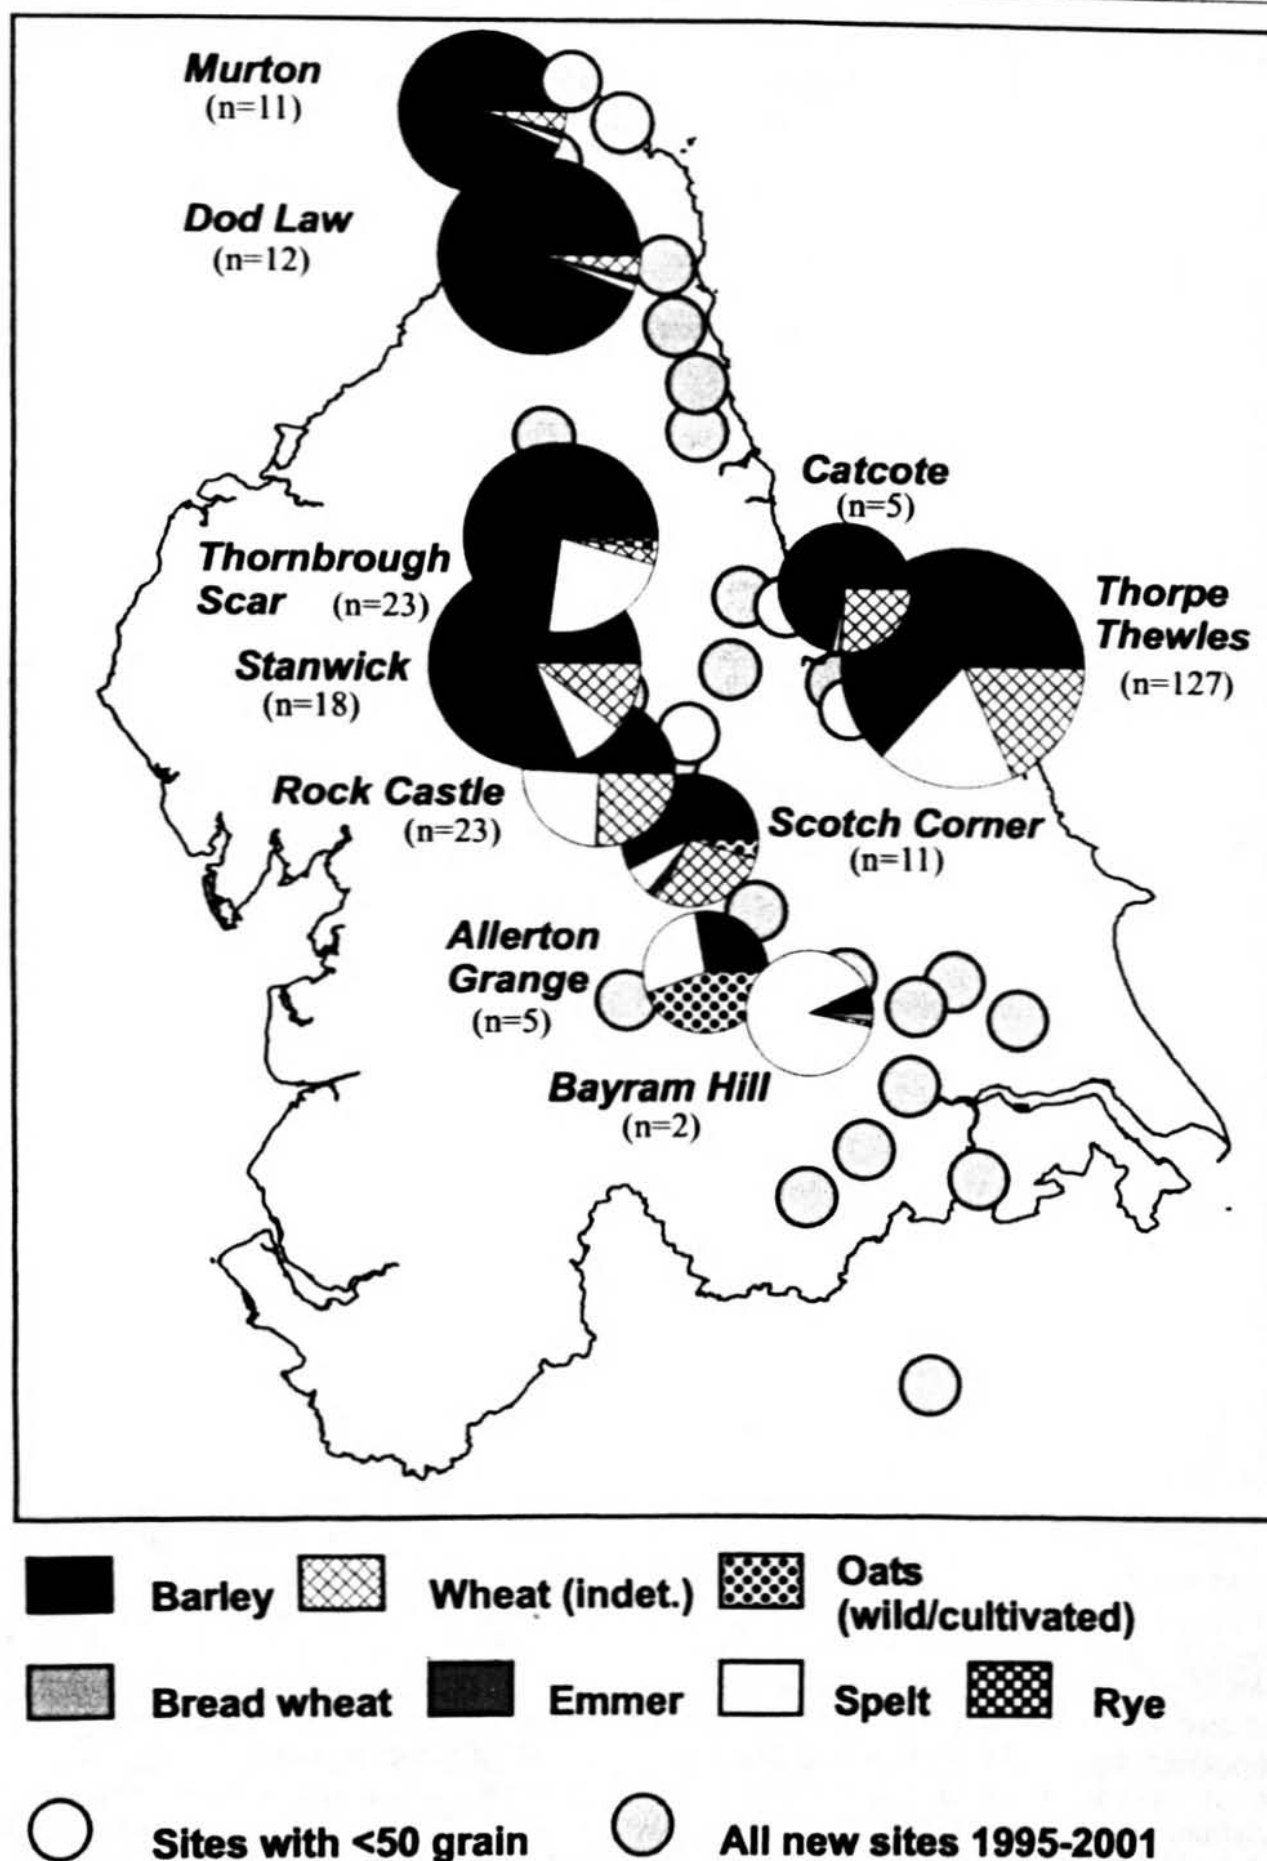 Murton
(n=11)
Dod Law
(n=12)
Catcote
(n=5)
Thornbrough
Scar (n=23)
Thorpe
Thewles
(n=127)
Stanwick
(n=18)
Rock Castle
(n=23)
Scotch Corner
(n=11)
Allerton
Grange
(n=5)
Bayram Hill
(n=2)
Barley Wheat (indet.) Oats
(wild/cultivated)
Bread wheat Emmer Spelt Rye
Sites with <50 grain All new sites 1995-2001